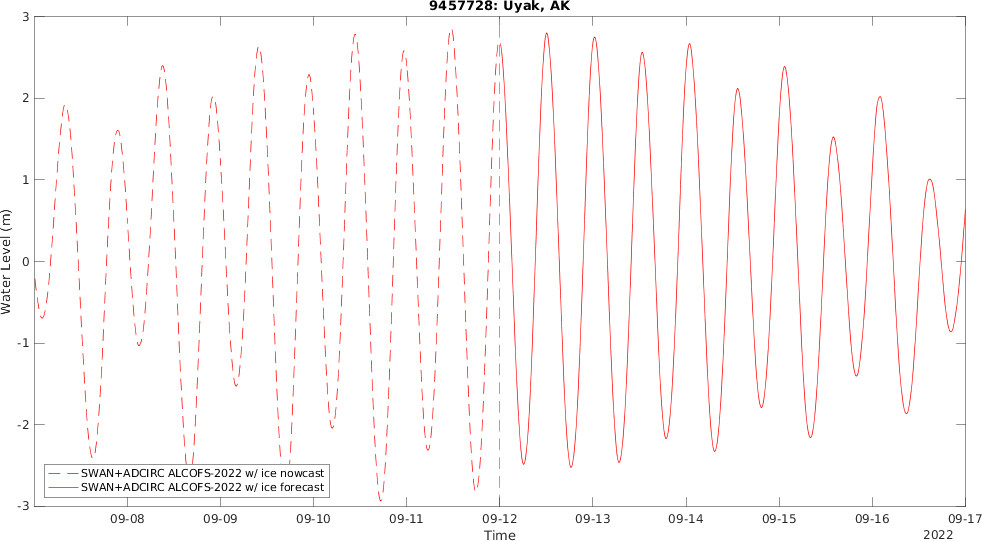 9457728: Uyak, AK
3
2
1
0
-1
-2
-3
Water Level (m)
SWAN+ADCIRC ALCOFS-2022 w/ ice nowcast
SWAN+ADCIRC ALCOFS-2022 w/ ice forecast
09-08 09-09 09-10 09-11 09-12 09-13 09-14 09-15 09-16 09-17
Time
2022